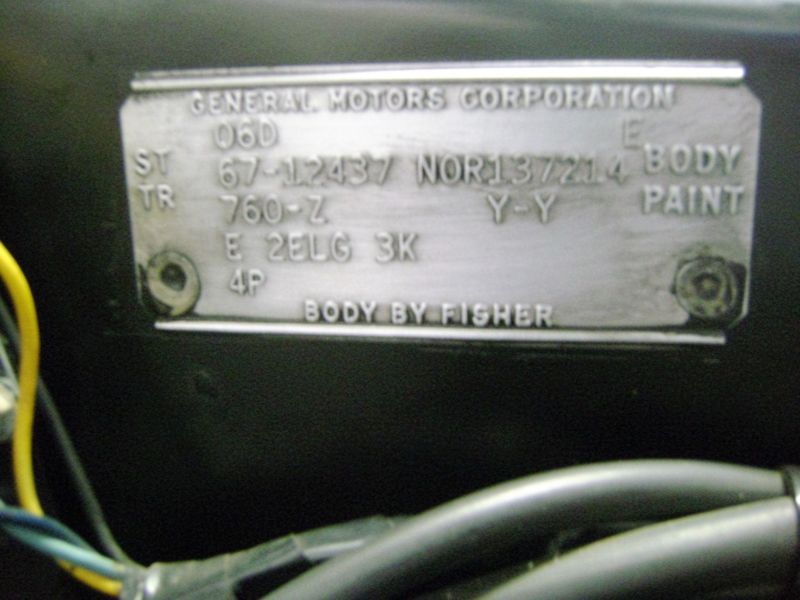 GENERAL MOTORS CORPORATION
06D E
ST 67-12437 NOR137214 BODY
TR 760-Z Y-Y PAINT
E 2ELG 3K
4P
BODY BY FISHER